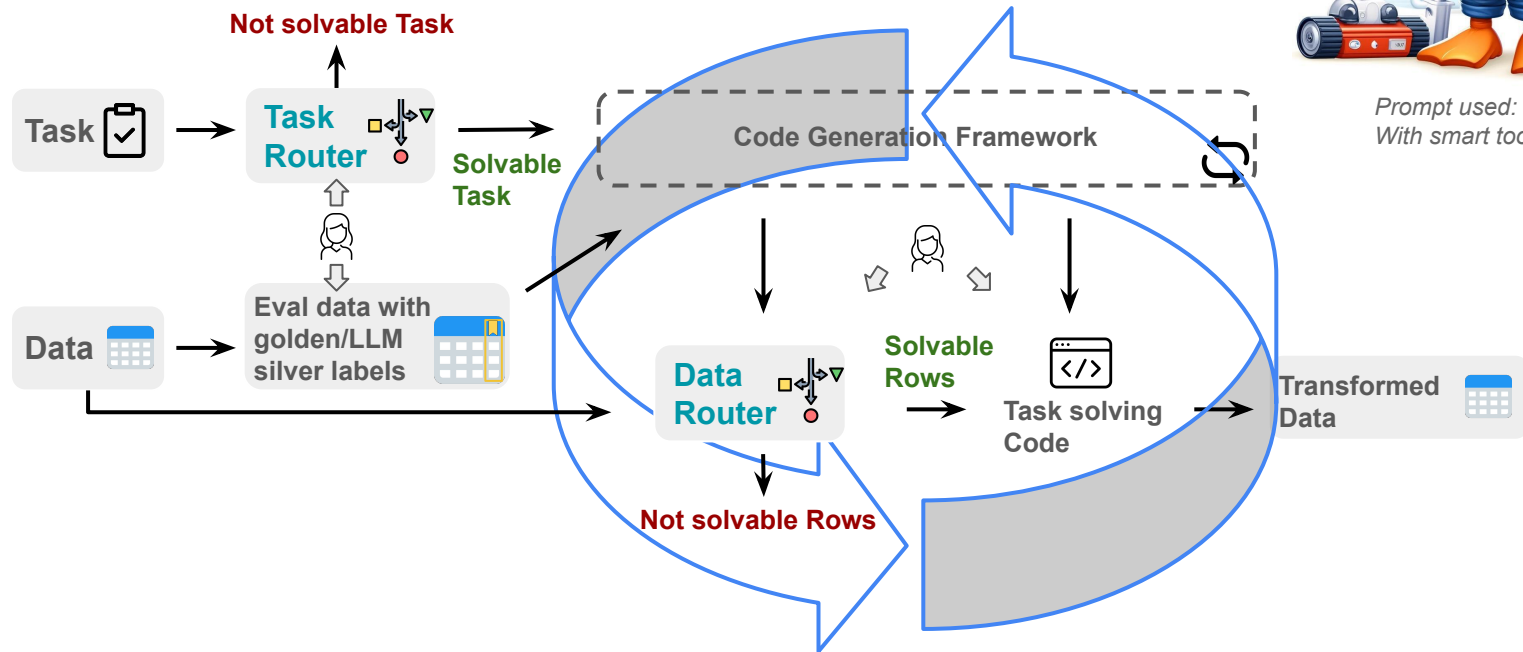 Not solvable Task
Task
Task
Router
Solvable
Task
Code Generation Framework
Prompt used:
With smart too
Data
Eval data with
golden/LLM
silver labels
Data
Router
Solvable
Rows
</>
Task solving
Code
Transformed
Data
Not solvable Rows